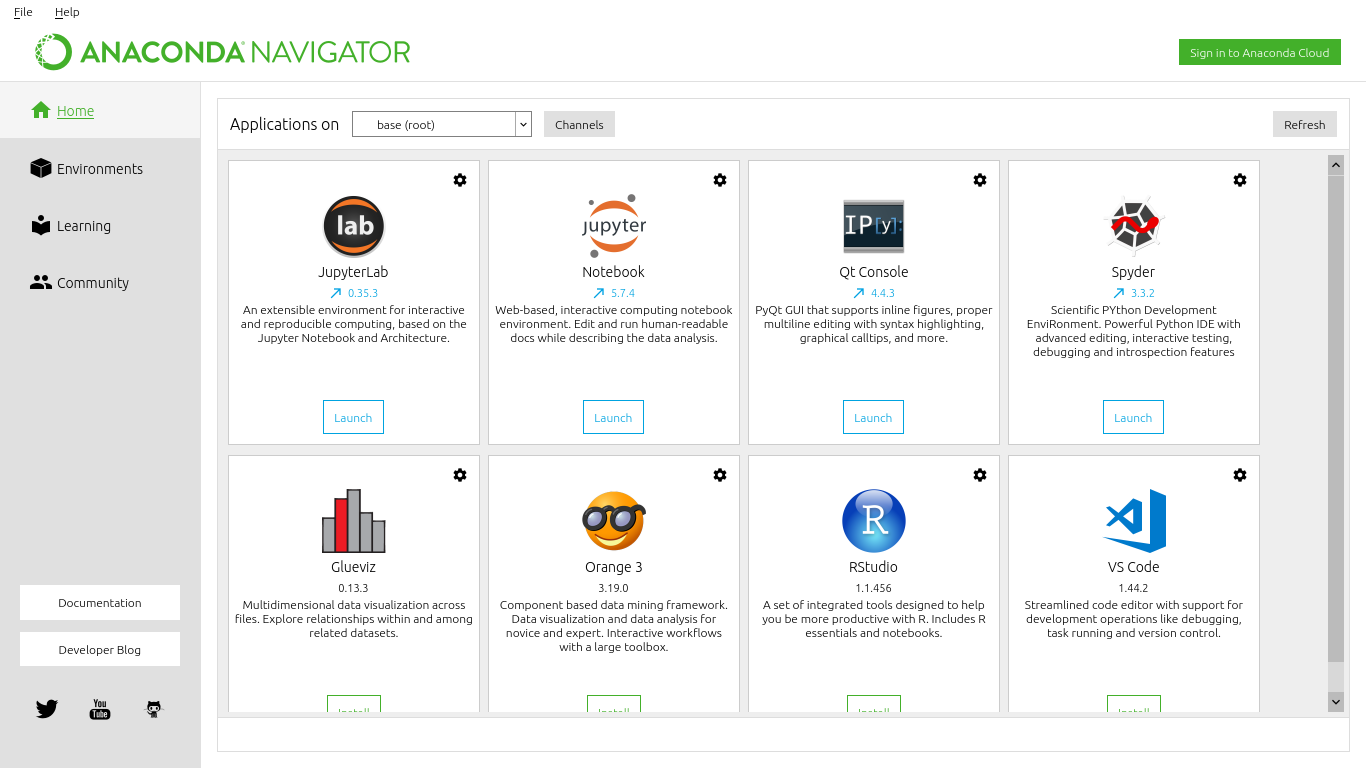 File Help
ANACONDA NAVIGATOR
Sign in to Anaconda Cloud
Home
Environments
Learning
Community
Documentation
Developer Blog
You
Tube
Applications on base (root) Channels Refresh
lab
JupyterLab
0.35.3
An extensible environment for interactive
and reproducible computing, based on the
Jupyter Notebook and Architecture.
Launch
jupyter
Notebook
5.7.4
Web-based, interactive computing notebook
environment. Edit and run human-readable
docs while describing the data analysis.
Launch
IP[y]:
Qt Console
4.4.3
PyQt GUI that supports inline figures, proper
multiline editing with syntax highlighting,
graphical calltips, and more.
Launch
Spyder
3.3.2
Scientific PYthon Development
EnviRonment. Powerful Python IDE with
advanced editing, interactive testing,
debugging and introspection features
Launch
Glueviz
0.13.3
Multidimensional data visualization across
files. Explore relationships within and among
related datasets.
Install
Orange 3
3.19.0
Component based data mining framework.
Data visualization and data analysis for
novice and expert. Interactive workflows
with a large toolbox.
Install
R
RStudio
1.1.456
A set of integrated tools designed to help
you be more productive with R. Includes R
essentials and notebooks.
Install
VS Code
1.44.2
Streamlined code editor with support for
development operations like debugging,
task running and version control.
Install